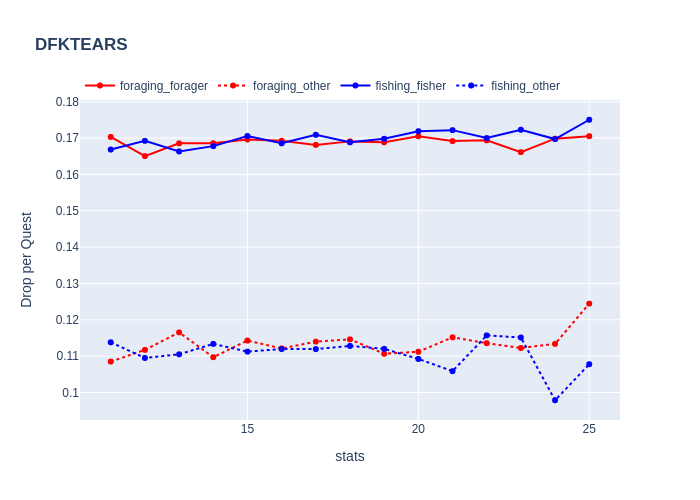 DFKTEARS
foraging_forager foraging_other fishing_fisher fishing_other
0.18
0.17
0.16
0.15
0.14
0.13
0.12
0.11
0.1
Drop per Quest
15 20 25
stats